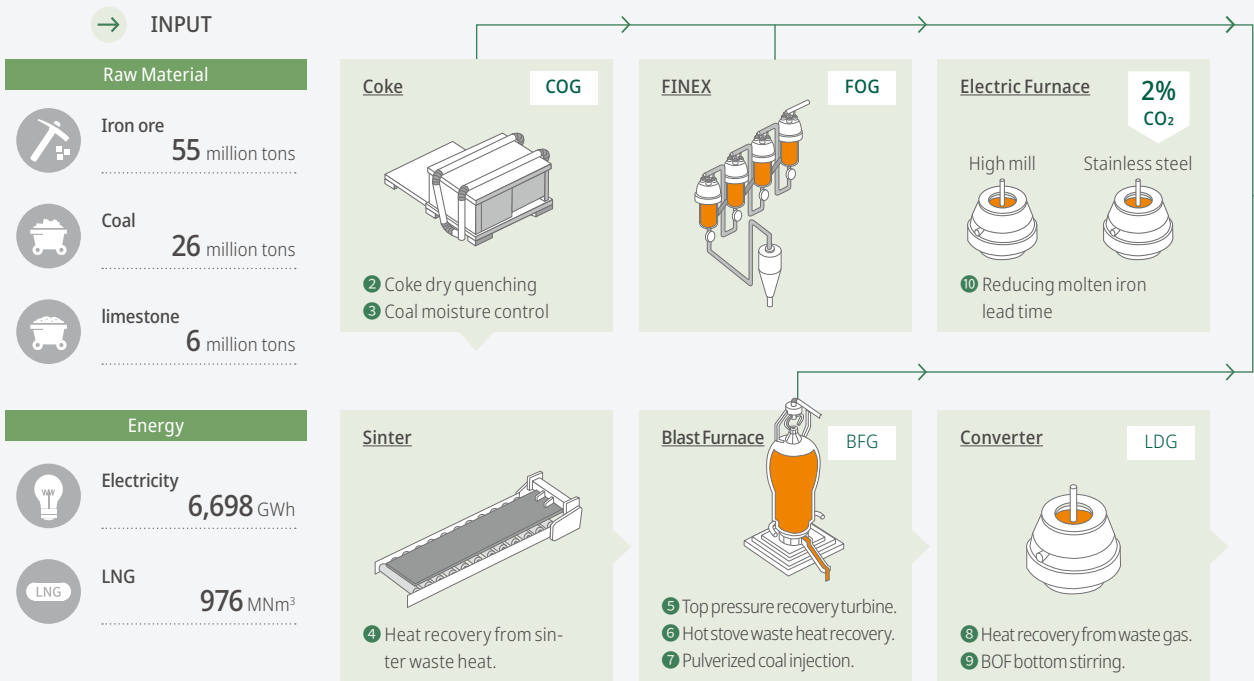 INPUT
Raw Material
Iron ore
55 million tons
Coal
26 million tons
limestone
6 million tons
Energy
Electricity
6,698 GWh
LNG
LNG
976 MNm³
Coke
COG
2 Coke dry quenching
3 Coal moisture control
FINEX
FOG
Electric Furnace
2%
CO₂
High mill
Stainless steel
10 Reducing molten iron
lead time
Sinter
4 Heat recovery from sin-
ter waste heat.
Blast Furnace
BFG
5 Top pressure recovery turbine.
6 Hot stove waste heat recovery.
7 Pulverized coal injection.
Converter
LDG
8 Heat recovery from waste gas.
9 BOF bottom stirring.